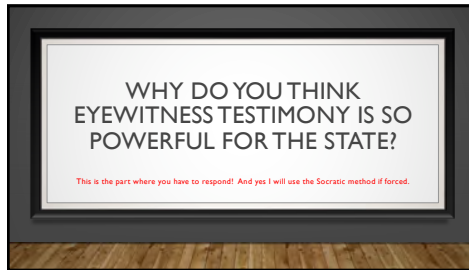 WHY DO YOU THINK
EYEWITNESS TESTIMONY IS SO
POWERFUL FOR THE STATE?
This is the part where you have to respond! And yes I will use the Socratic method if forced.